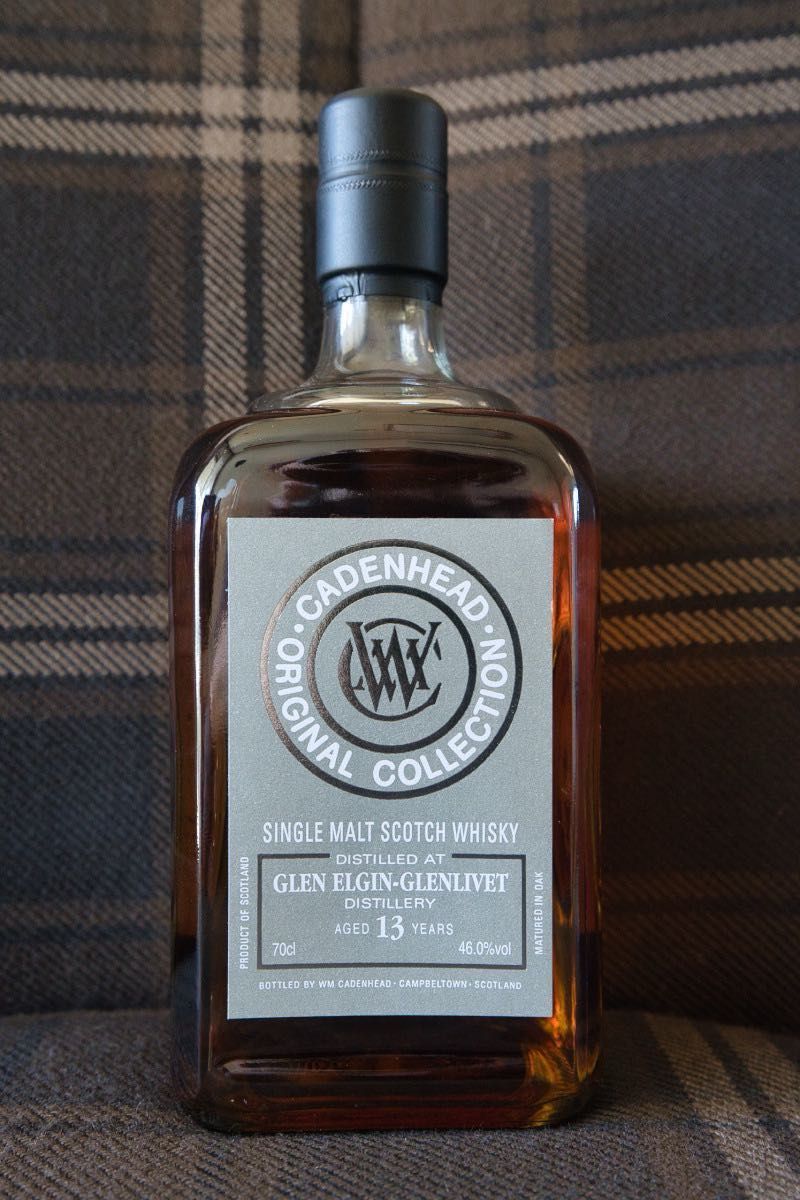 CADENHEAD
ORIGINAL COLLECTION
WC
SINGLE MALT SCOTCH WHISKY
DISTILLED AT
GLEN ELGIN-GLENLIVET
DISTILLERY
AGED 13 YEARS
70cl 46.0%vol
BOTTLED BY WM CADENHEAD · CAMPBELTOWN · SCOTLAND
PRODUCT OF SCOTLAND
MATURED IN OAK